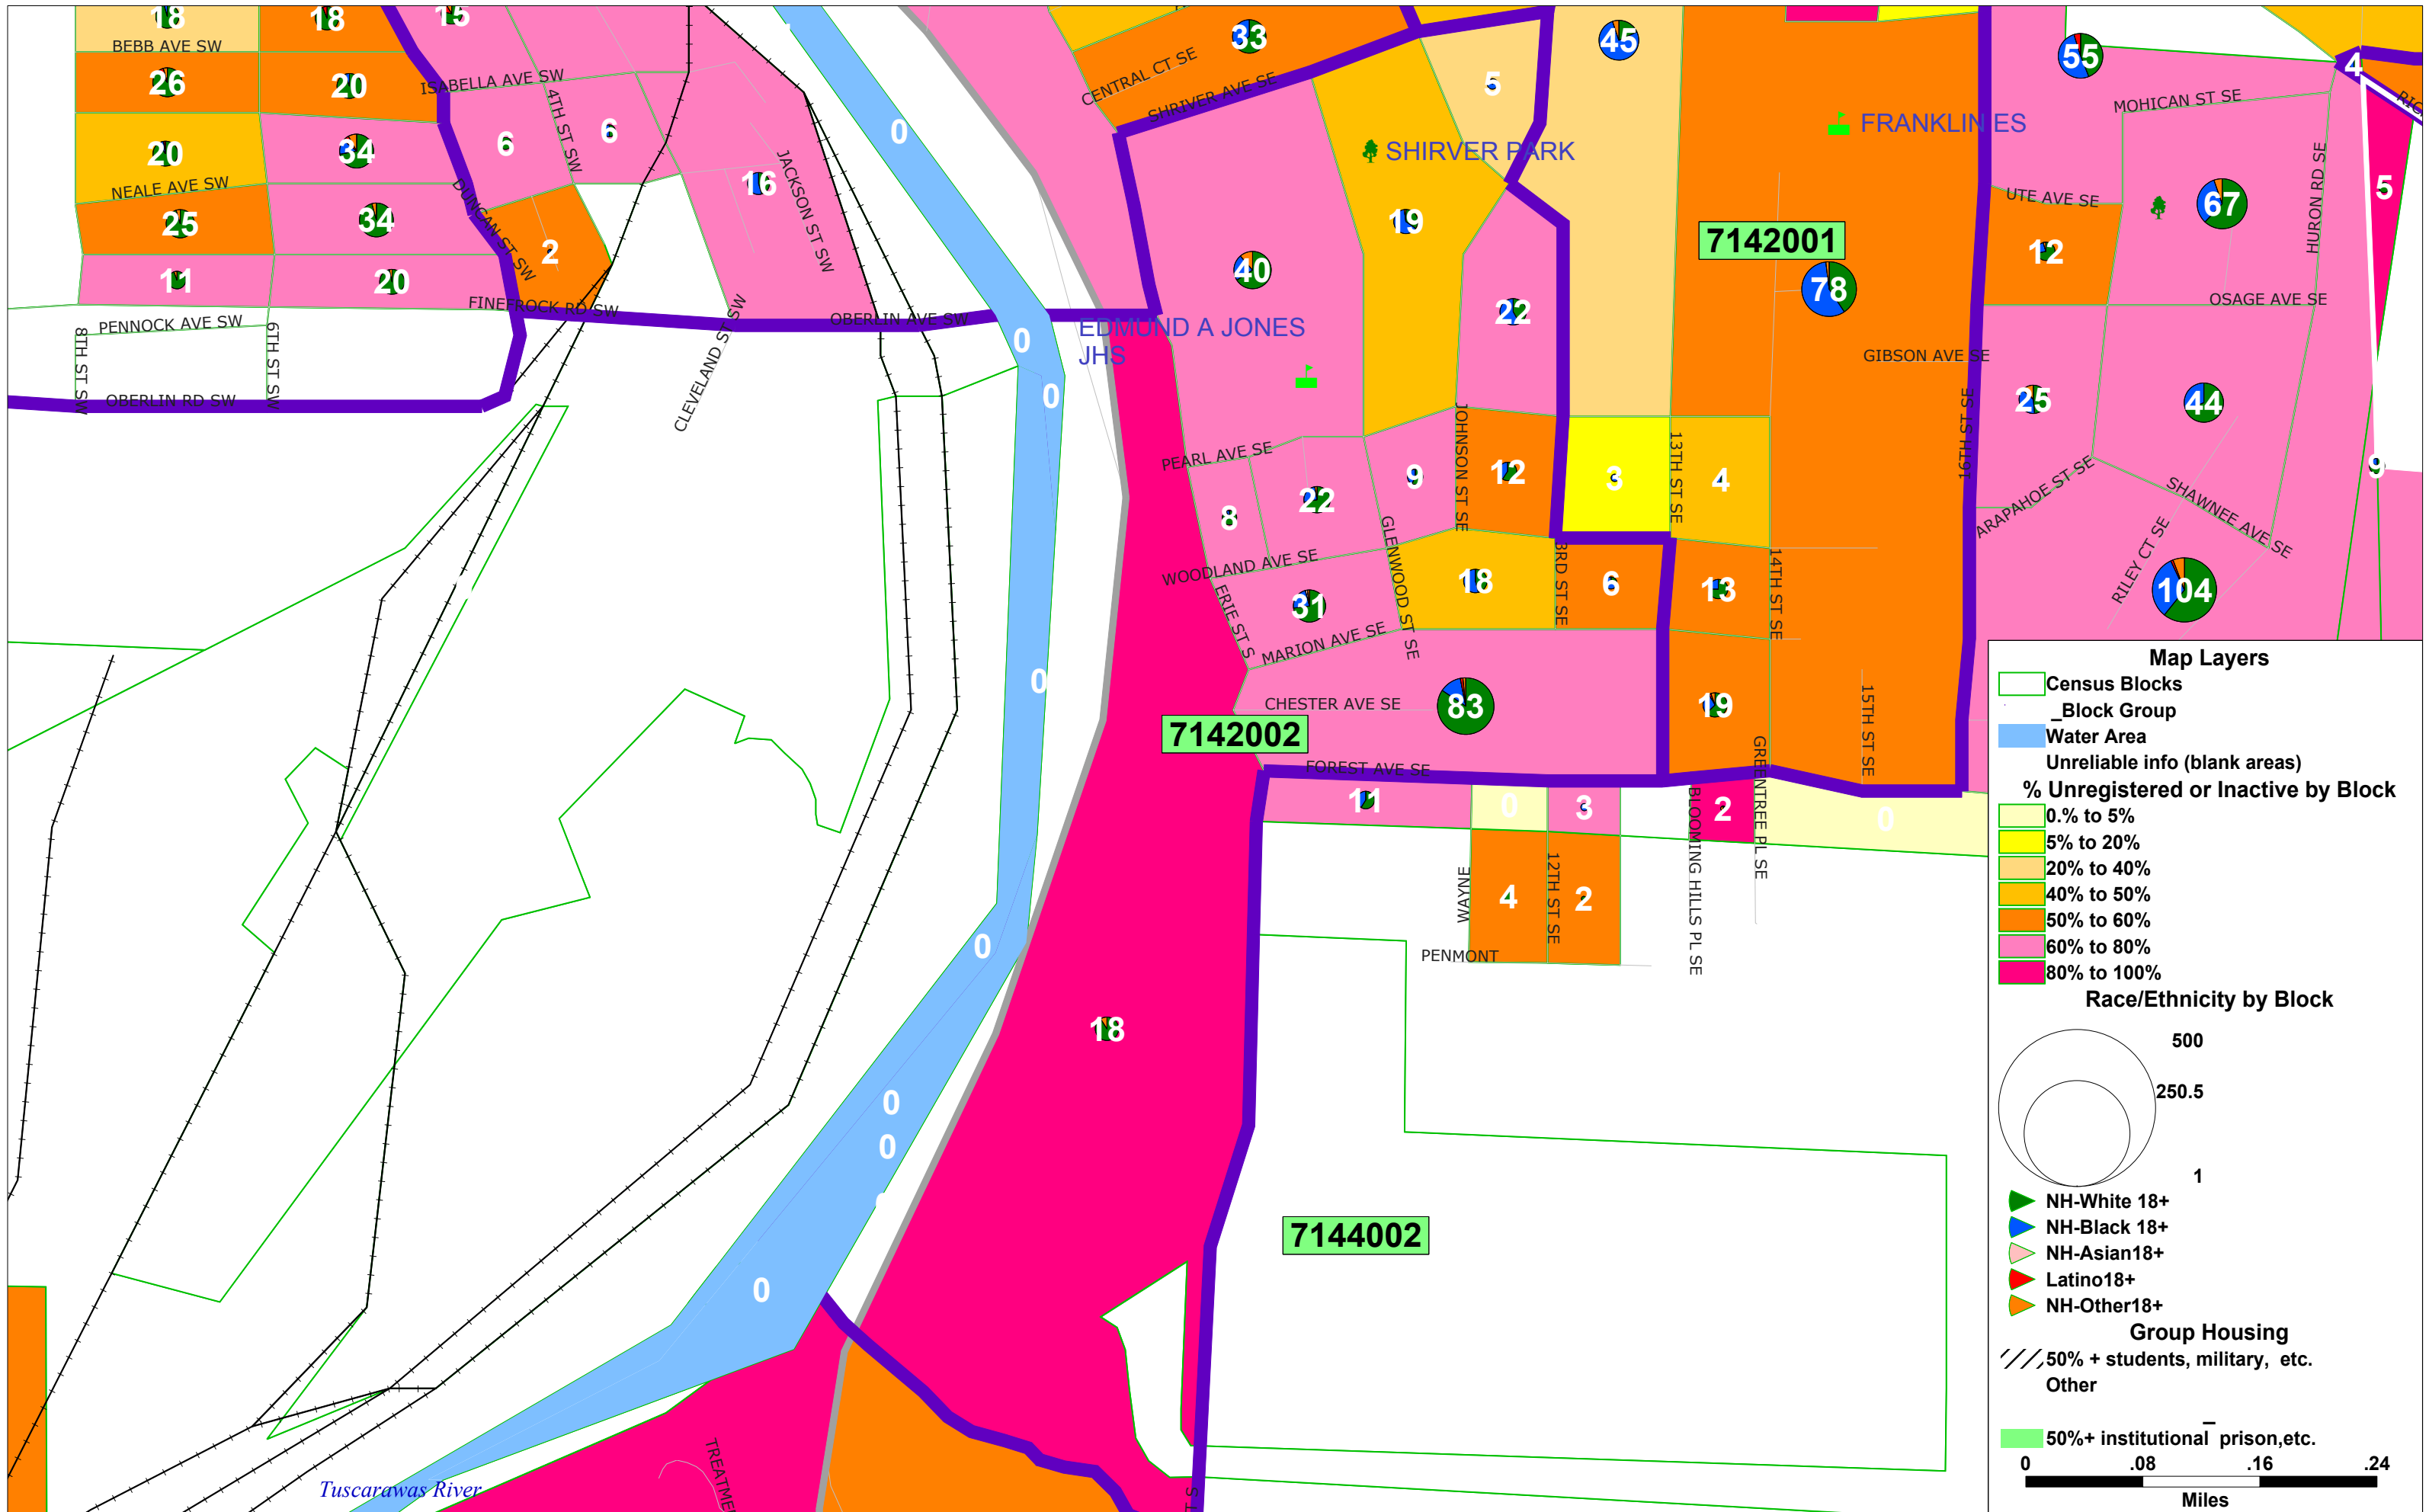 18
18
15
33
45
55
4
BEBB AVE SW
26
20
ISABELLA AVE SW
4TH ST SW
CENTRAL CT SE
SHRIVER AVE SE
5
MOHICAN ST SE
FRANKLIN ES
SHIRVER PARK
0
20
34
6
6
16
JACKSON ST SW
NEALE AVE SW
DUNCAN ST SW
25
34
2
40
19
7142001
UTE AVE SE
67
5
HURON RD SE
12
11
20
22
78
FINEFROCK RD SW
OBERLIN AVE SW
OSAGE AVE SE
PENNOCK AVE SW
8TH ST SW
6TH ST SW
CLEVELAND ST SW
0
EDMUND A JONES
JHS
GIBSON AVE SE
16TH ST SE
OBERLIN RD SW
0
25
44
PEARL AVE SE
JOHNSON ST SE
13TH ST SE
8
22
9
12
3
4
9
ARAPAHOE ST SE
SHAWNEE AVE SE
RILEY CT SE
WOODLAND AVE SE
GLENWOOD ST SE
3RD ST SE
14TH ST SE
ERIE ST S
31
18
6
13
104
MARION AVE SE
0
CHESTER AVE SE
83
19
15TH ST SE
7142002
FOREST AVE SE
GREENTREE PL SE
BLOOMING HILLS PL SE
11
0
3
2
0
WAYNE
12TH ST SE
4
2
PENMONT
0
18
0
0
0
7144002
TREATME
Tuscarawas River
Map Layers
Census Blocks
_Block Group
Water Area
Unreliable info (blank areas)
% Unregistered or Inactive by Block
0.% to 5%
5% to 20%
20% to 40%
40% to 50%
50% to 60%
60% to 80%
80% to 100%
Race/Ethnicity by Block
500
250.5
1
NH-White 18+
NH-Black 18+
NH-Asian18+
Latino18+
NH-Other18+
Group Housing
50% + students, military, etc.
Other
50%+ institutional_prison,etc.
0 .08 .16 .24
Miles